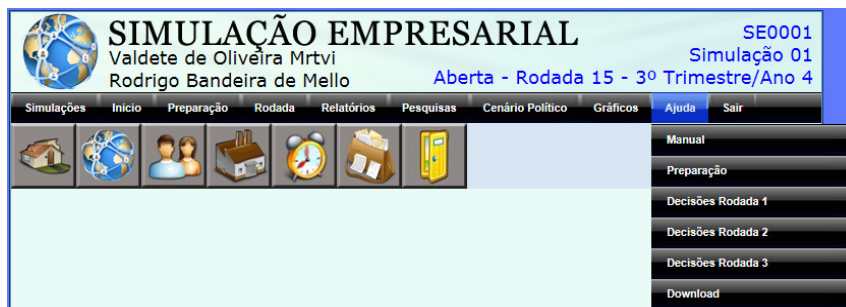 SIMULAÇÃO EMPRESARIAL
SE0001
Valdete de Oliveira Mrtvi
Simulação 01
Rodrigo Bandeira de Mello
Aberta - Rodada 15 - 3º Trimestre/Ano 4
Simulações Inicio Preparação Rodada Relatórios Pesquisas Cenário Político Gráficos Ajuda Sair
Manual
Preparação
Decisões Rodada 1
Decisões Rodada 2
Decisões Rodada 3
Download